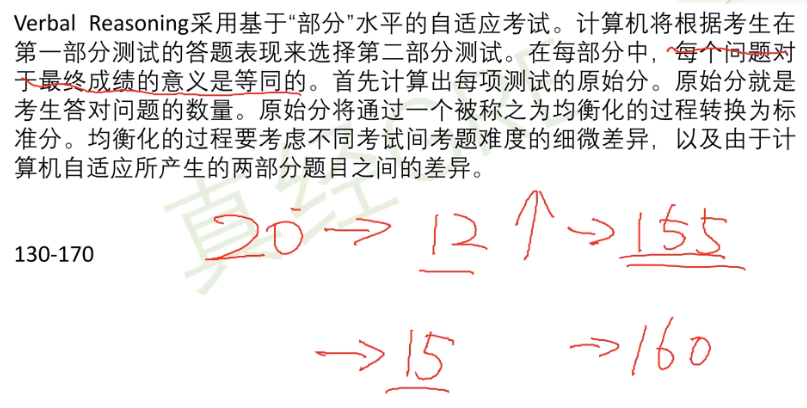 Verbal Reasoning采用基于“部分”水平的自适应考试。计算机将根据考生在
第一部分测试的答题表现来选择第二部分测试。在每部分中，每个问题对
于最终成绩的意义是等同的。首先计算出每项测试的原始分。原始分就是
考生答对问题的数量。原始分将通过一个被称之为均衡化的过程转换为标
准分。均衡化的过程要考虑不同考试间考题难度的细微差异，以及由于计
算机自适应所产生的两部分题目之间的差异。
20 → 12 ↑ → 155
130-170
→ 15 → 160
真经GRE